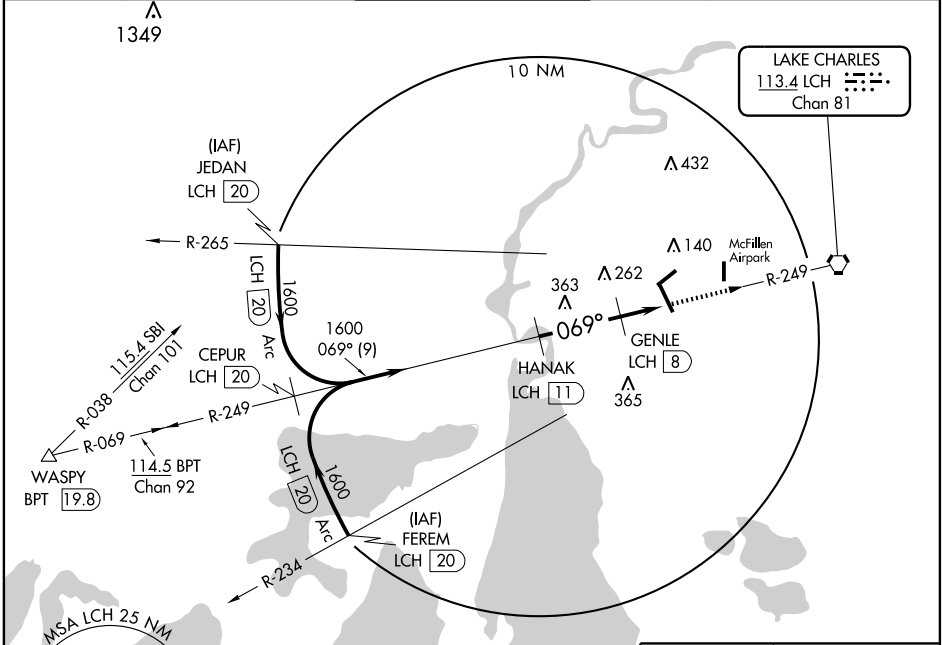 1349
10 NM
LAKE CHARLES
113.4 LCH
Chan 81
(IAF)
JEDAN
LCH 20
432
R-265
140
McFillen
Airpark
R-249
262
363
LCH 20 Arc
1600
1600
069° (9)
069°
GENLE
LCH 8
115.4 SBI
Chan 101
R-038
CEPUR
LCH 20
HANAK
LCH 11
365
R-249
R-069
WASPY
BPT 19.8
114.5 BPT
Chan 92
LCH 20 Arc
1600
(IAF)
FEREM
LCH 20
R-234
MSA LCH 25 NM